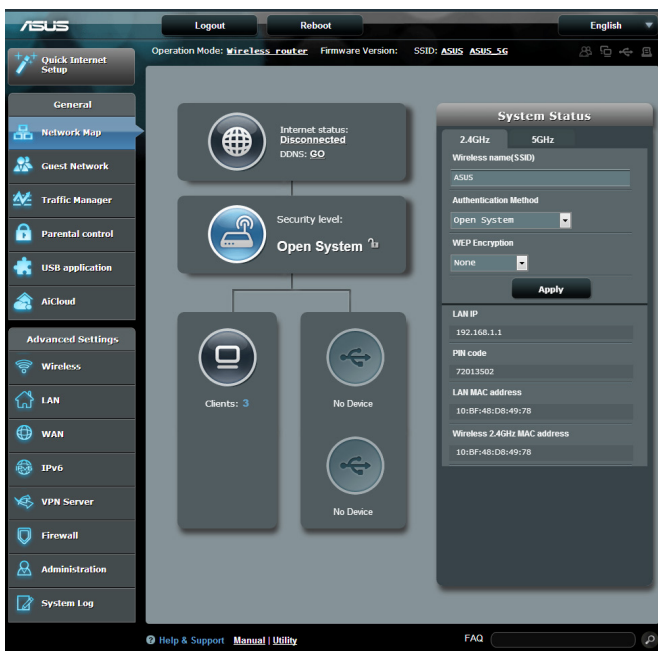 ASUS
Logout
Reboot
English
Quick Internet
Setup
Operation Mode: Wireless router Firmware Version: SSID: ASUS ASUS_5G
General
Network Map
Guest Network
Traffic Manager
Parental control
USB application
AiCloud
Advanced Settings
Wireless
LAN
WAN
IPv6
VPN Server
Firewall
Administration
System Log
Internet status:
Disconnected
DDNS: GO
Security level:
Open System
Clients: 3
No Device
No Device
System Status
2.4GHz
5GHz
Wireless name(SSID)
ASUS
Authentication Method
Open System
WEP Encryption
None
Apply
LAN IP
192.168.1.1
PIN code
72013502
LAN MAC address
10:BF:48:D8:49:78
Wireless 2.4GHz MAC address
10:BF:48:D8:49:78
Help & Support Manual | Utility
FAQ